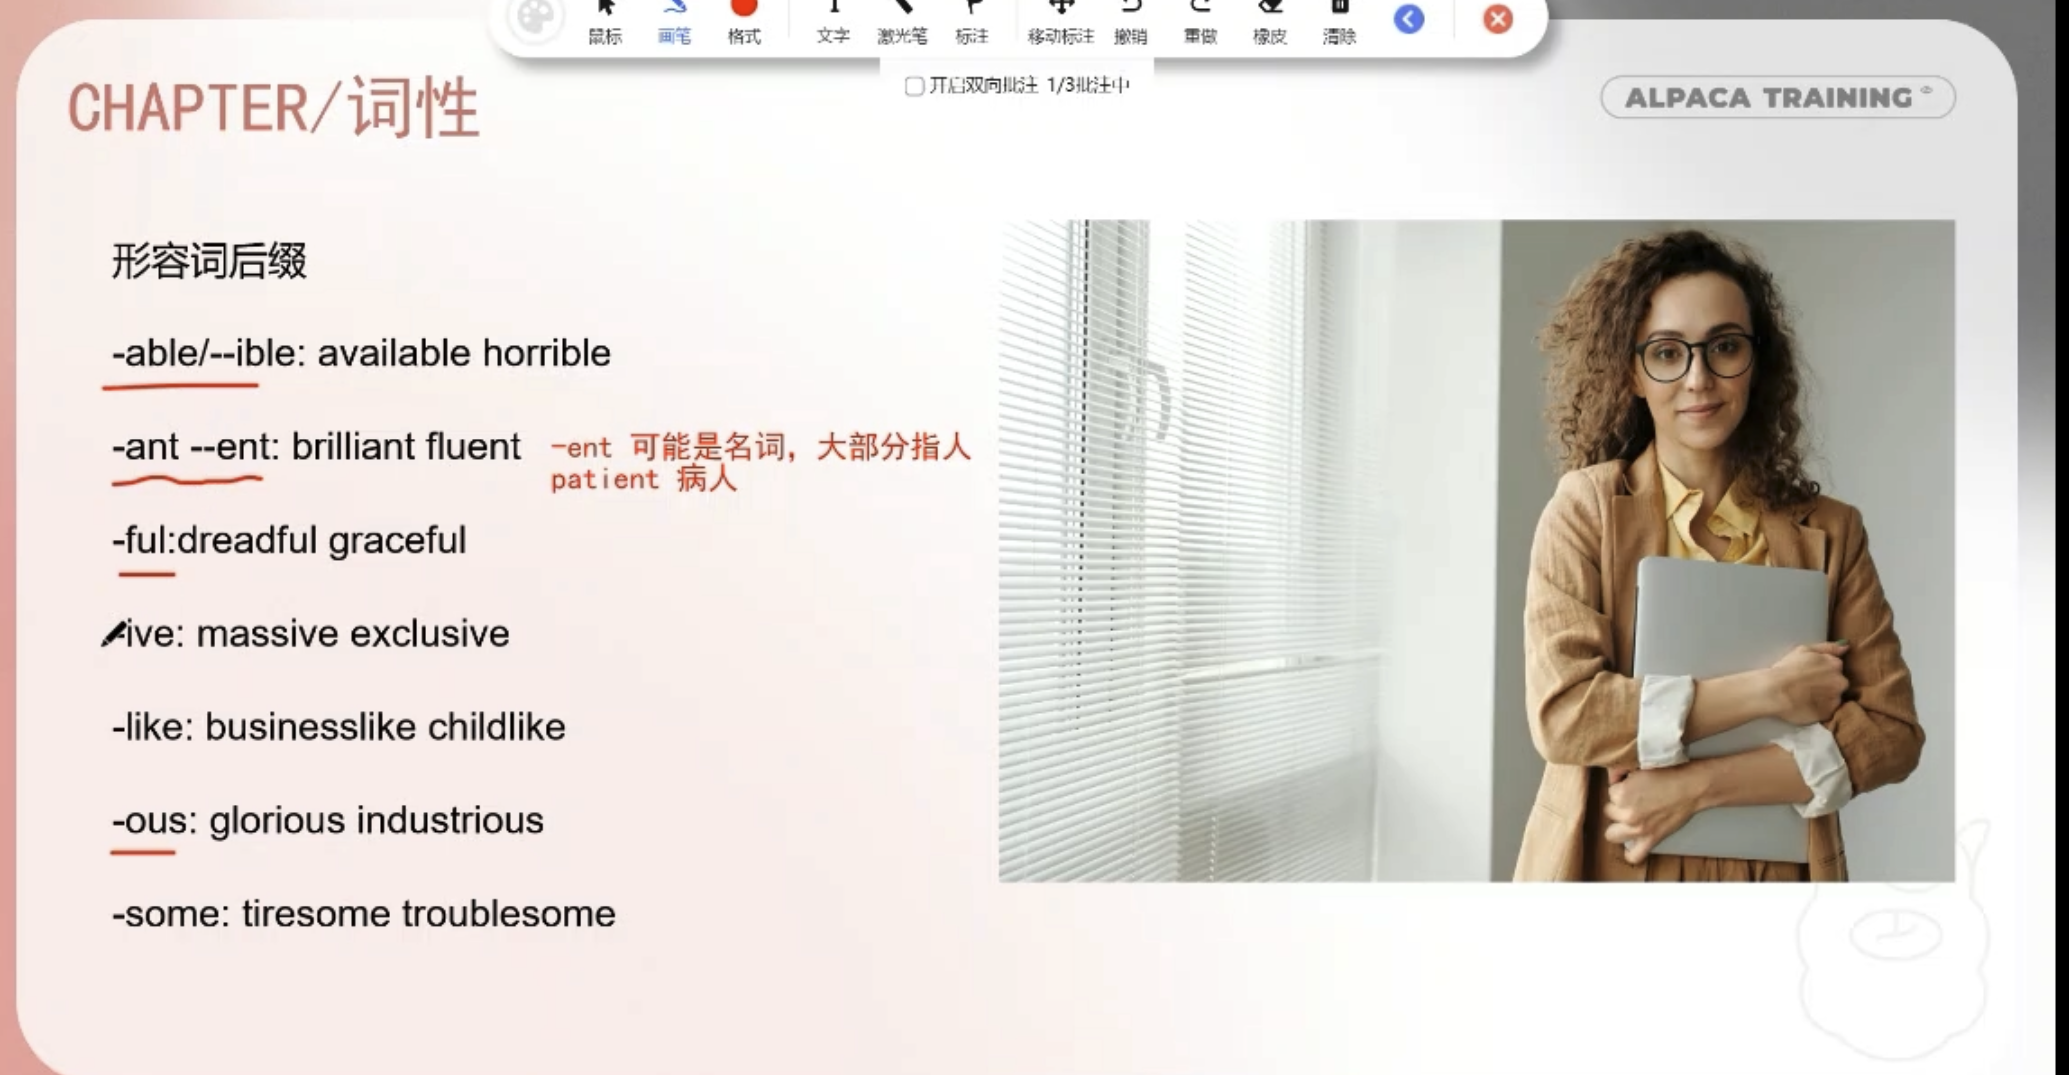 鼠标 画笔 格式 文字 激光笔 标注 移动标注 撤销 重做 橡皮 清除
开启双向批注 1/3批注中
CHAPTER/词性
ALPACA TRAINING
形容词后缀
-able/--ible: available horrible
-ant --ent: brilliant fluent
-ent 可能是名词，大部分指人
patient 病人
-ful:dreadful graceful
ive: massive exclusive
-like: businesslike childlike
-ous: glorious industrious
-some: tiresome troublesome